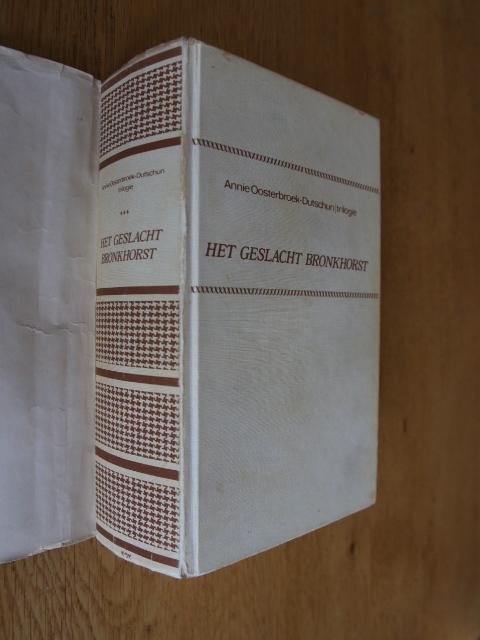 Annie Oosterbroek-Dutschun
trilogie
***
HET GESLACHT
BRONKHORST
Annie Oosterbroek-Dutschun|trilogie
HET GESLACHT BRONKHORST